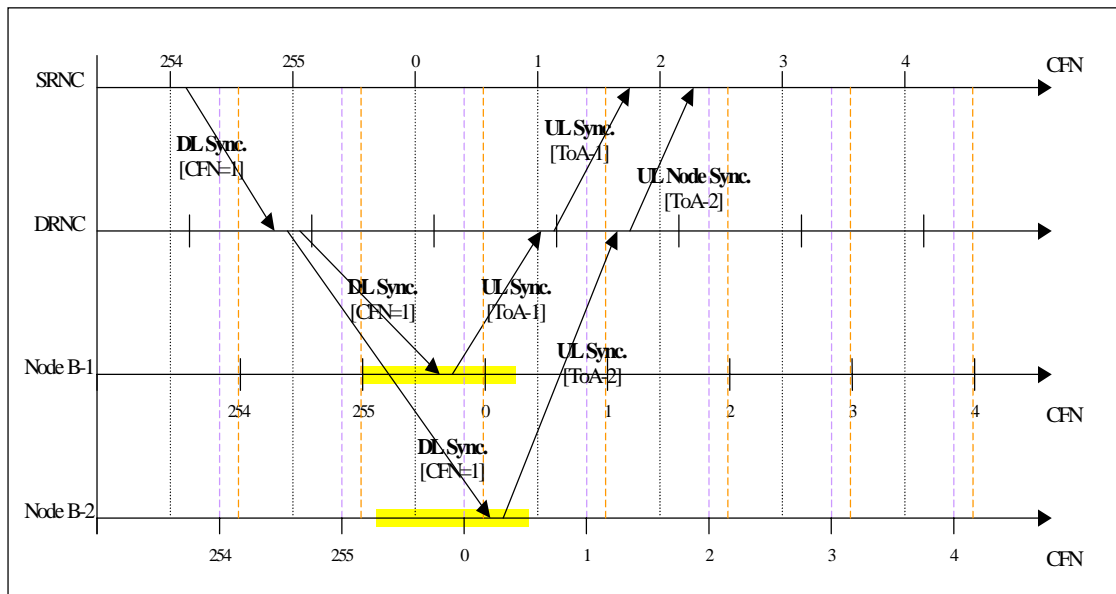 254 255 0 1 2 3 4 CFN
SRNC
DL Sync.
[CFN=1]
UL Sync.
[ToA-1]
UL Node Sync.
[ToA-2]
DRNC
DL Sync.
[CFN=1]
UL Sync.
[ToA-1]
UL Sync.
[ToA-2]
Node B-1
254 255 0 1 2 3 4 CFN
DL Sync.
[CFN=1]
Node B-2
254 255 0 1 2 3 4 CFN